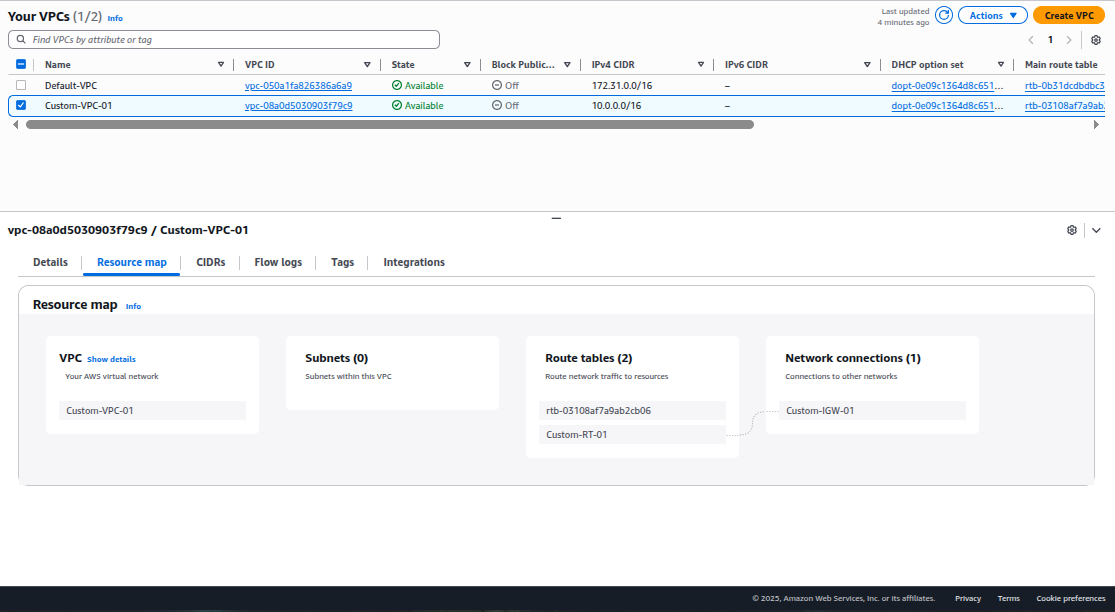 Your VPCs (1/2) Info
Last updated
4 minutes ago
Actions
Create VPC
Find VPCs by attribute or tag
1
Name VPC ID State Block Public... IPv4 CIDR IPv6 CIDR DHCP option set Main route table
Default-VPC vpc-050a1fa826386a6a9 Available Off 172.31.0.0/16 – dopt-0e09c1364d8c651... rtb-0b31dcdbdbc3
Custom-VPC-01 vpc-08a0d5030903f79c9 Available Off 10.0.0.0/16 – dopt-0e09c1364d8c651... rtb-03108af7a9ab2
vpc-08a0d5030903f79c9 / Custom-VPC-01
Details Resource map CIDRs Flow logs Tags Integrations
Resource map Info
VPC Show details
Your AWS virtual network
Custom-VPC-01
Subnets (0)
Subnets within this VPC
Route tables (2)
Route network traffic to resources
rtb-03108af7a9ab2cb06
Custom-RT-01
Network connections (1)
Connections to other networks
Custom-IGW-01
© 2025, Amazon Web Services, Inc. or its affiliates. Privacy Terms Cookie preferences